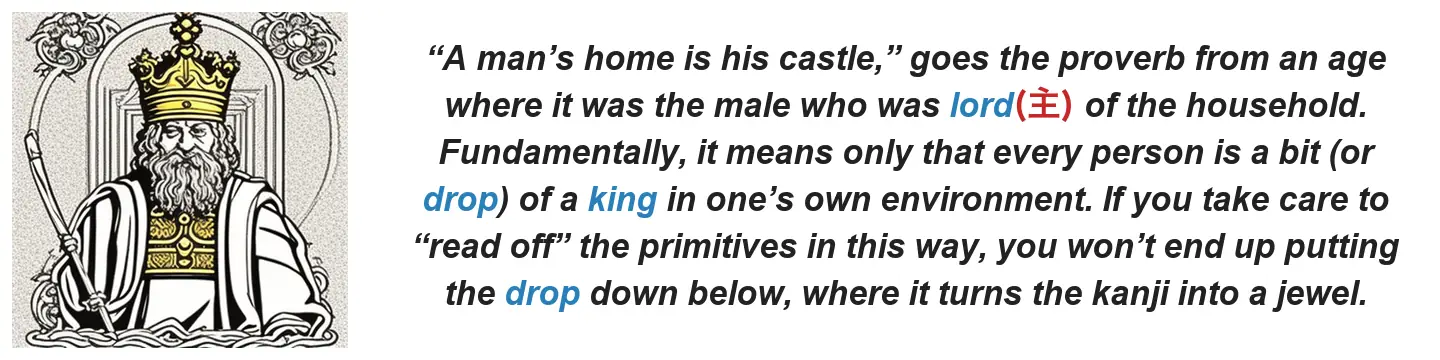 “A man’s home is his castle,” goes the proverb from an age
where it was the male who was lord(主) of the household.
Fundamentally, it means only that every person is a bit (or
drop) of a king in one’s own environment. If you take care to
“read off” the primitives in this way, you won’t end up putting
the drop down below, where it turns the kanji into a jewel.